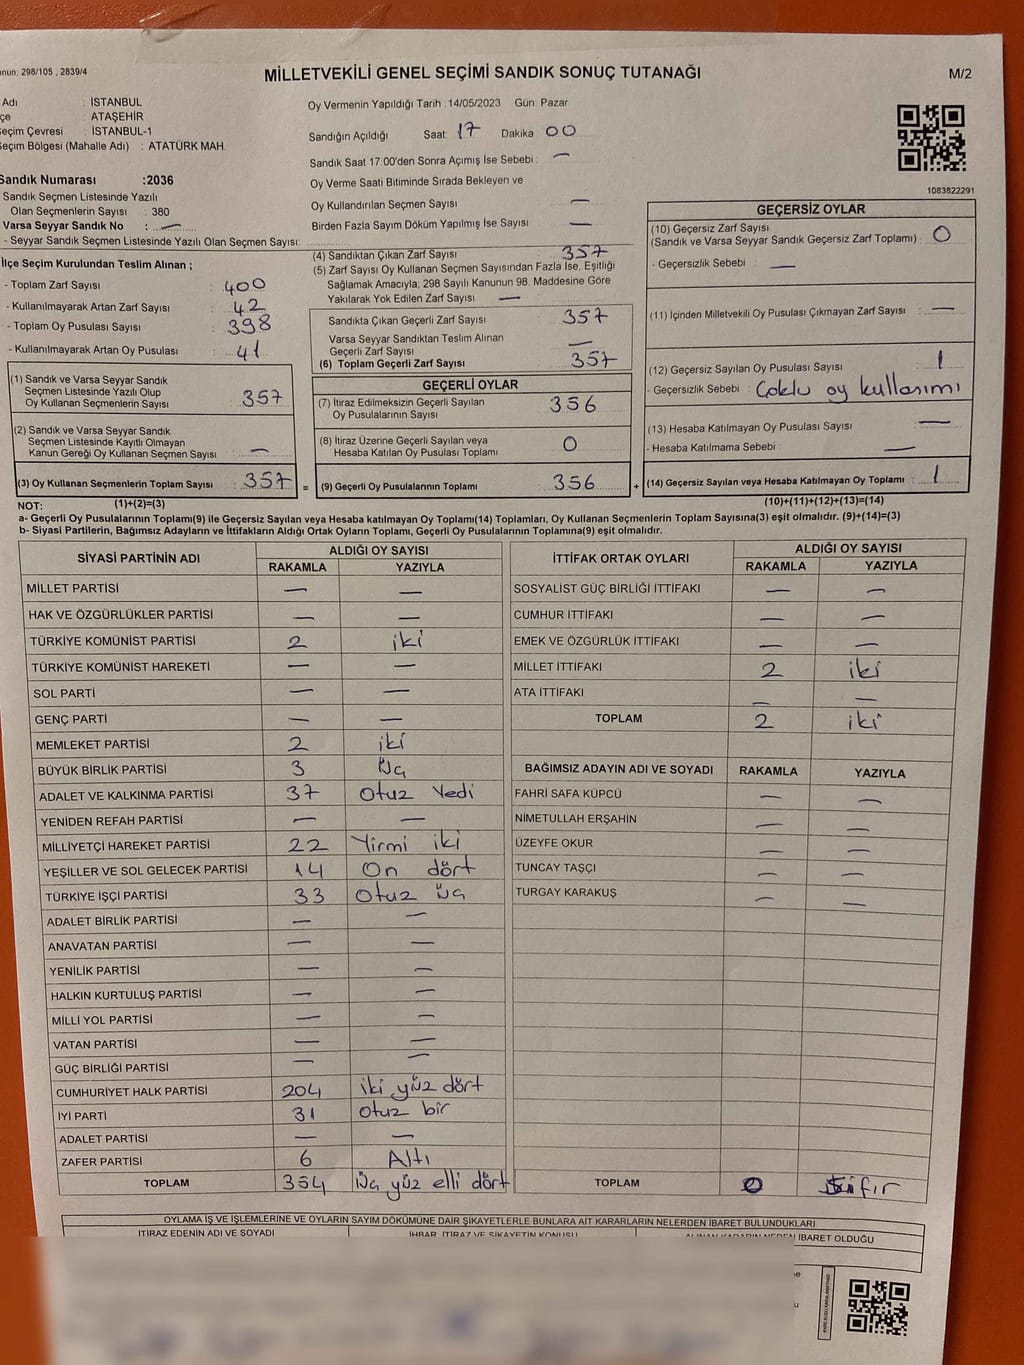 nun: 298/105 , 2839/4
MİLLETVEKİLİ GENEL SEÇİMİ SANDIK SONUÇ TUTANAĞI
M/2
Adı : İSTANBUL
çe : ATAŞEHİR
Seçim Çevresi : İSTANBUL-1
eçim Bölgesi (Mahalle Adı) : ATATÜRK MAH.
Sandık Numarası :2036
Sandık Seçmen Listesinde Yazılı
Olan Seçmenlerin Sayısı : 380
Varsa Seyyar Sandık No : —
- Seyyar Sandık Seçmen Listesinde Yazılı Olan Seçmen Sayısı:
Oy Vermenin Yapıldığı Tarih :14/05/2023 Gün: Pazar
Sandığın Açıldığı Saat: 17 Dakika 00
Sandık Saat 17:00'den Sonra Açımış İse Sebebi : —
Oy Verme Saati Bitiminde Sırada Bekleyen ve
Oy Kullandırılan Seçmen Sayısı —
Birden Fazla Sayım Döküm Yapılmış İse Sayısı —
1083822291
İlçe Seçim Kurulundan Teslim Alınan ;
- Toplam Zarf Sayısı : 400
- Kullanılmayarak Artan Zarf Sayısı : 42
- Toplam Oy Pusulası Sayısı : 398
- Kullanılmayarak Artan Oy Pusulası : 41
(4) Sandıktan Çıkan Zarf Sayısı 357
(5) Zarf Sayısı Oy Kullanan Seçmen Sayısından Fazla İse, Eşitliği
Sağlamak Amacıyla; 298 Sayılı Kanunun 98. Maddesine Göre
Yakılarak Yok Edilen Zarf Sayısı —
Sandıkta Çıkan Geçerli Zarf Sayısı 357
Varsa Seyyar Sandıktan Teslim Alınan
Geçerli Zarf Sayısı —
(6) Toplam Geçerli Zarf Sayısı 357
GEÇERSİZ OYLAR
(10) Geçersiz Zarf Sayısı
(Sandık ve Varsa Seyyar Sandık Geçersiz Zarf Toplamı) : 0
- Geçersizlik Sebebi : —
(11) İçinden Milletvekili Oy Pusulası Çıkmayan Zarf Sayısı : —
(12) Geçersiz Sayılan Oy Pusulası Sayısı : 1
- Geçersizlik Sebebi : Çoklu oy kullanımı
(13) Hesaba Katılmayan Oy Pusulası Sayısı : —
- Hesaba Katılmama Sebebi : —
(14) Geçersiz Sayılan veya Hesaba Katılmayan Oy Toplamı : 1
(10)+(11)+(12)+(13)=(14)
(1) Sandık ve Varsa Seyyar Sandık
Seçmen Listesinde Yazılı Olup
Oy Kullanan Seçmenlerin Sayısı : 357
(2) Sandık ve Varsa Seyyar Sandık
Seçmen Listesinde Kayıtlı Olmayan
Kanun Gereği Oy Kullanan Seçmen Sayısı : —
(3) Oy Kullanan Seçmenlerin Toplam Sayısı : 357 =
(1)+(2)=(3)
GEÇERLİ OYLAR
(7) İtiraz Edilmeksizin Geçerli Sayılan
Oy Pusulalarının Sayısı : 356
(8) İtiraz Üzerine Geçerli Sayılan veya
Hesaba Katılan Oy Pusulası Toplamı : 0
(9) Geçerli Oy Pusulalarının Toplamı : 356 +
NOT:
a- Geçerli Oy Pusulalarının Toplamı(9) ile Geçersiz Sayılan veya Hesaba katılmayan Oy Toplamı(14) Toplamları, Oy Kullanan Seçmenlerin Toplam Sayısına(3) eşit olmalıdır. (9)+(14)=(3)
b- Siyasi Partilerin, Bağımsız Adayların ve İttifakların Aldığı Ortak Oyların Toplamı, Geçerli Oy Pusulalarının Toplamına(9) eşit olmalıdır.
SİYASİ PARTİNİN ADI ALDIĞI OY SAYISI
RAKAMLA YAZIYLA
MİLLET PARTİSİ — —
HAK VE ÖZGÜRLÜKLER PARTİSİ — —
TÜRKİYE KOMÜNİST PARTİSİ 2 iki
TÜRKİYE KOMÜNİST HAREKETİ — —
SOL PARTİ — —
GENÇ PARTİ — —
MEMLEKET PARTİSİ 2 iki
BÜYÜK BİRLİK PARTİSİ 3 Üç
ADALET VE KALKINMA PARTİSİ 37 Otuz Yedi
YENİDEN REFAH PARTİSİ — —
MİLLİYETÇİ HAREKET PARTİSİ 22 Yirmi iki
YEŞİLLER VE SOL GELECEK PARTİSİ 14 On dört
TÜRKİYE İŞÇİ PARTİSİ 33 Otuz üç
ADALET BİRLİK PARTİSİ — —
ANAVATAN PARTİSİ — —
YENİLİK PARTİSİ — —
HALKIN KURTULUŞ PARTİSİ — —
MİLLİ YOL PARTİSİ — —
VATAN PARTİSİ — —
GÜÇ BİRLİĞİ PARTİSİ — —
CUMHURİYET HALK PARTİSİ 204 iki yüz dört
İYİ PARTİ 31 Otuz bir
ADALET PARTİSİ — —
ZAFER PARTİSİ 6 Altı
TOPLAM 354 Üç yüz elli dört
İTTİFAK ORTAK OYLARI ALDIĞI OY SAYISI
RAKAMLA YAZIYLA
SOSYALİST GÜÇ BİRLİĞİ İTTİFAKI — —
CUMHUR İTTİFAKI — —
EMEK VE ÖZGÜRLÜK İTTİFAKI — —
MİLLET İTTİFAKI 2 iki
ATA İTTİFAKI — —
TOPLAM 2 iki
BAĞIMSIZ ADAYIN ADI VE SOYADI RAKAMLA YAZIYLA
FAHRİ SAFA KÜPCÜ — —
NİMETULLAH ERŞAHİN — —
ÜZEYFE OKUR — —
TUNCAY TAŞÇI — —
TURGAY KARAKUŞ — —
TOPLAM 0 Sıfır
OYLAMA İŞ VE İŞLEMLERİNE VE OYLARIN SAYIM DÖKÜMÜNE DAİR ŞİKAYETLERLE BUNLARA AİT KARARLARIN NELERDEN İBARET BULUNDUKLARI
İTİRAZ EDENİN ADI VE SOYADI İHBAR, İTİRAZ VE ŞİKAYETİN KONUSU ALINAN KARARIN NEDEN İBARET OLDUĞU